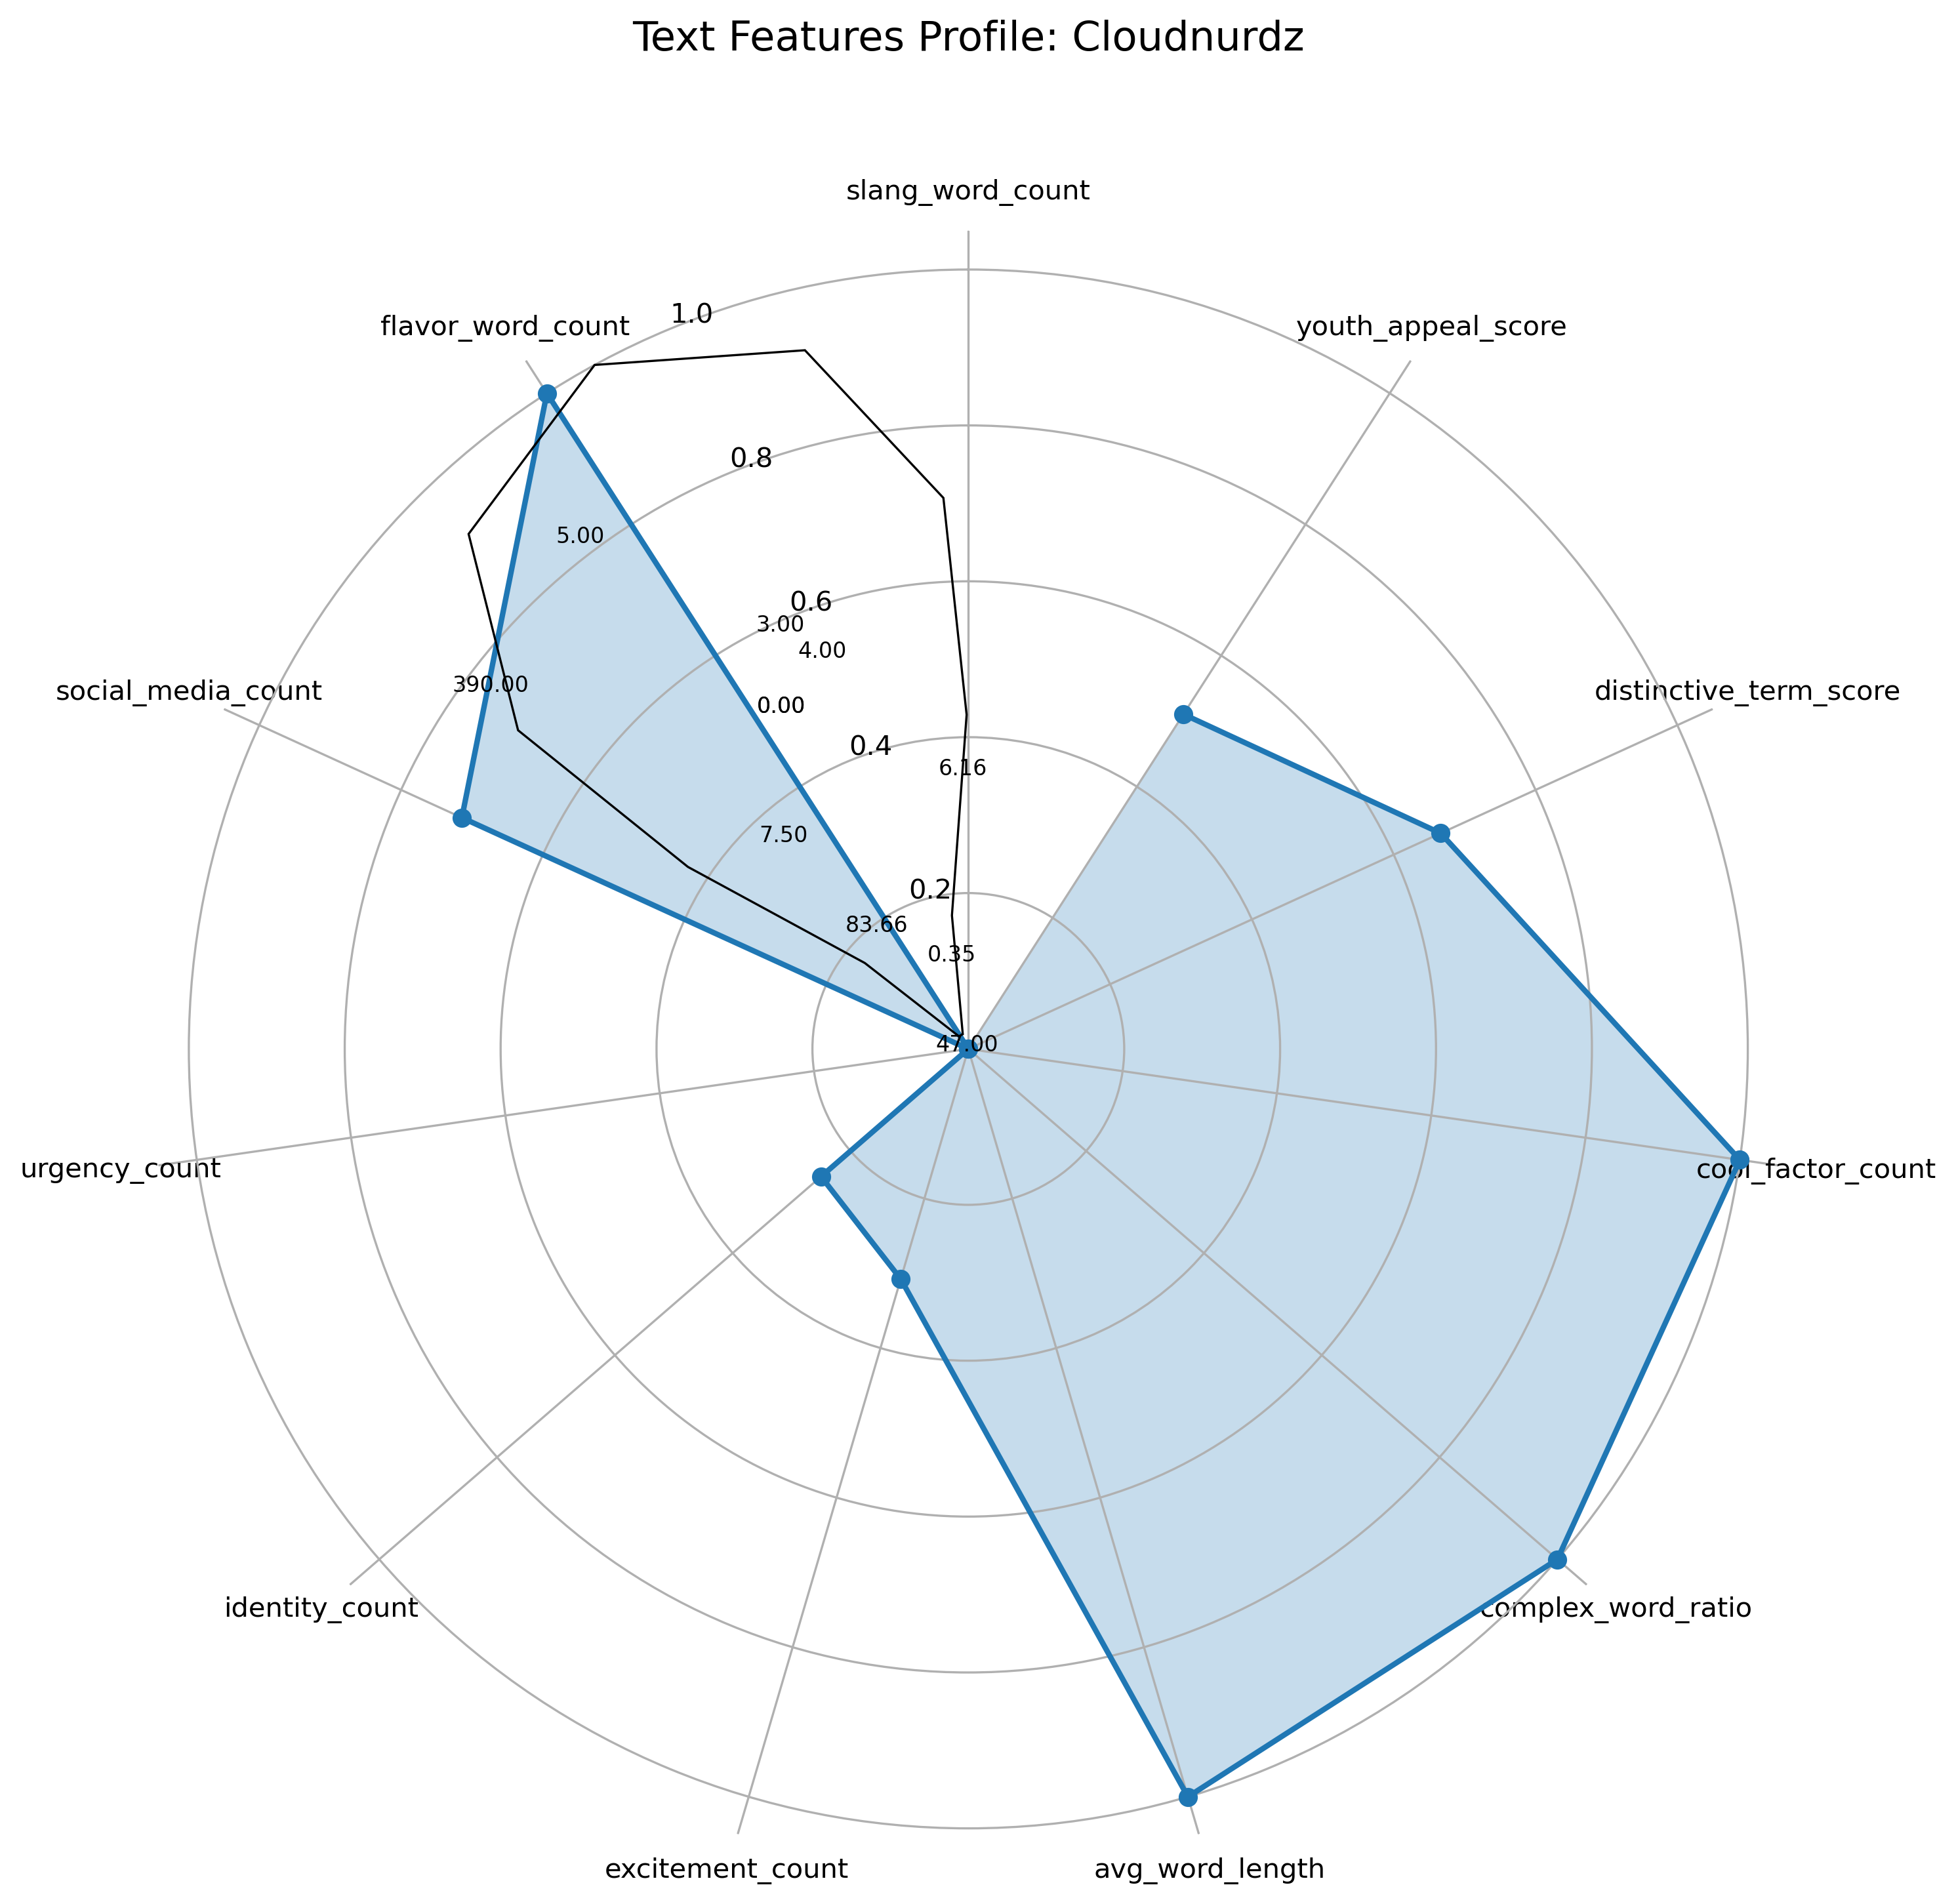 Text Features Profile: Cloudnurdz
slang_word_count
1.0
flavor_word_count
youth_appeal_score
0.8
5.00
0.6
3.00
4.00
390.00
social_media_count
distinctive_term_score
0.00
0.4
6.16
7.50
0.2
83.66
0.35
47.00
urgency_count
cool_factor_count
identity_count
complex_word_ratio
excitement_count
avg_word_length